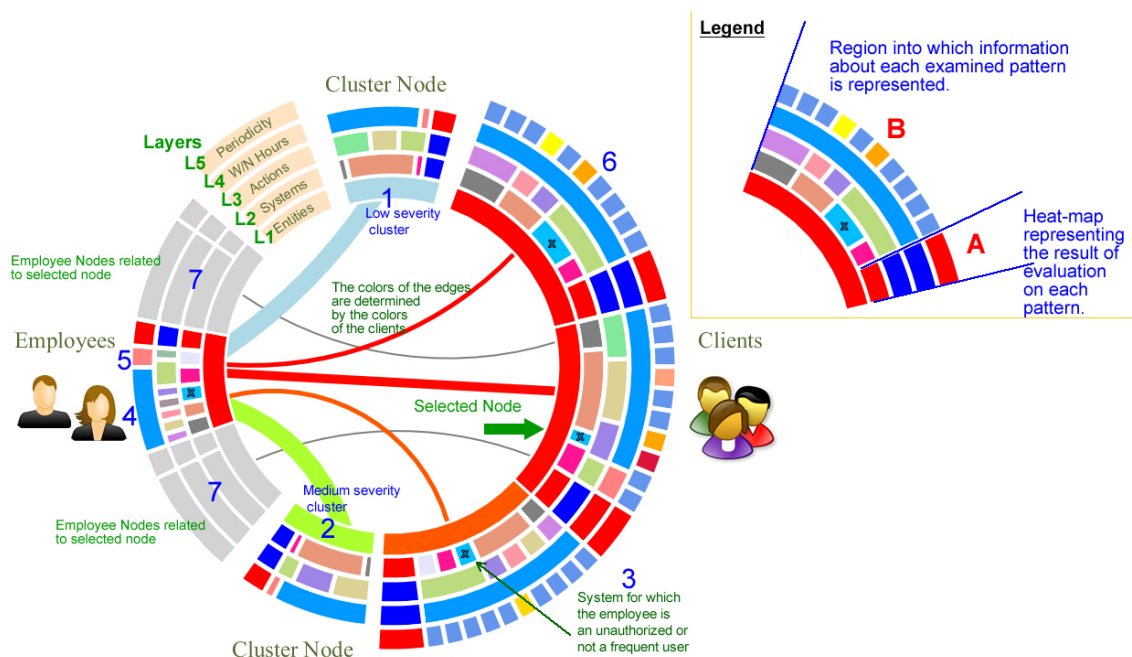 Legend
Region into which information
about each examined pattern
is represented.
B
A
Heat-map
representing
the result of
evaluation
on each
pattern.
Cluster Node
Layers
L5
L4
L3
L2
L1
Periodicity
W/N Hours
Actions
Systems
Entities
1
Low severity
cluster
6
x
Employee Nodes related
to selected node
7
The colors of the edges
are determined
by the colors
of the clients
Employees
Clients
5
4
x
Selected Node
x
x
7
Employee Nodes related
to selected node
Medium severity
cluster
2
x
3
System for which
the employee is
an unauthorized or
not a frequent user
Cluster Node